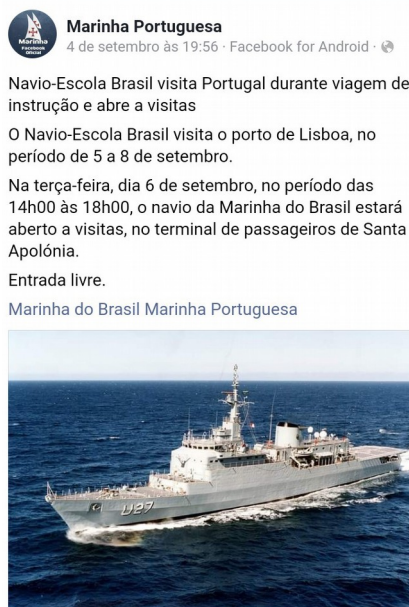 Marinha
Facebook
Oficial
Marinha Portuguesa
4 de setembro às 19:56 · Facebook for Android ·
Navio-Escola Brasil visita Portugal durante viagem de
instrução e abre a visitas
O Navio-Escola Brasil visita o porto de Lisboa, no
período de 5 a 8 de setembro.
Na terça-feira, dia 6 de setembro, no período das
14h00 às 18h00, o navio da Marinha do Brasil estará
aberto a visitas, no terminal de passageiros de Santa
Apolónia.
Entrada livre.
Marinha do Brasil Marinha Portuguesa
U27